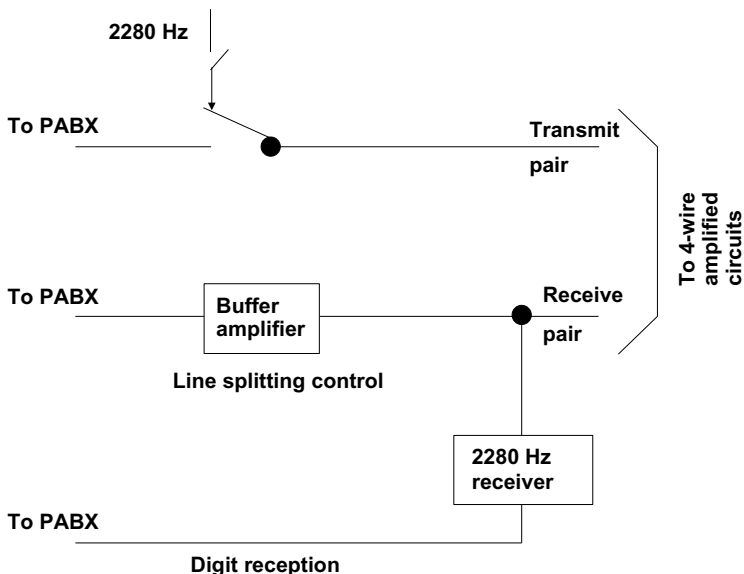 2280 Hz
To PABX
Transmit
pair
To 4-wire
amplified
circuits
To PABX
Buffer
amplifier
Receive
pair
Line splitting control
2280 Hz
receiver
To PABX
Digit reception